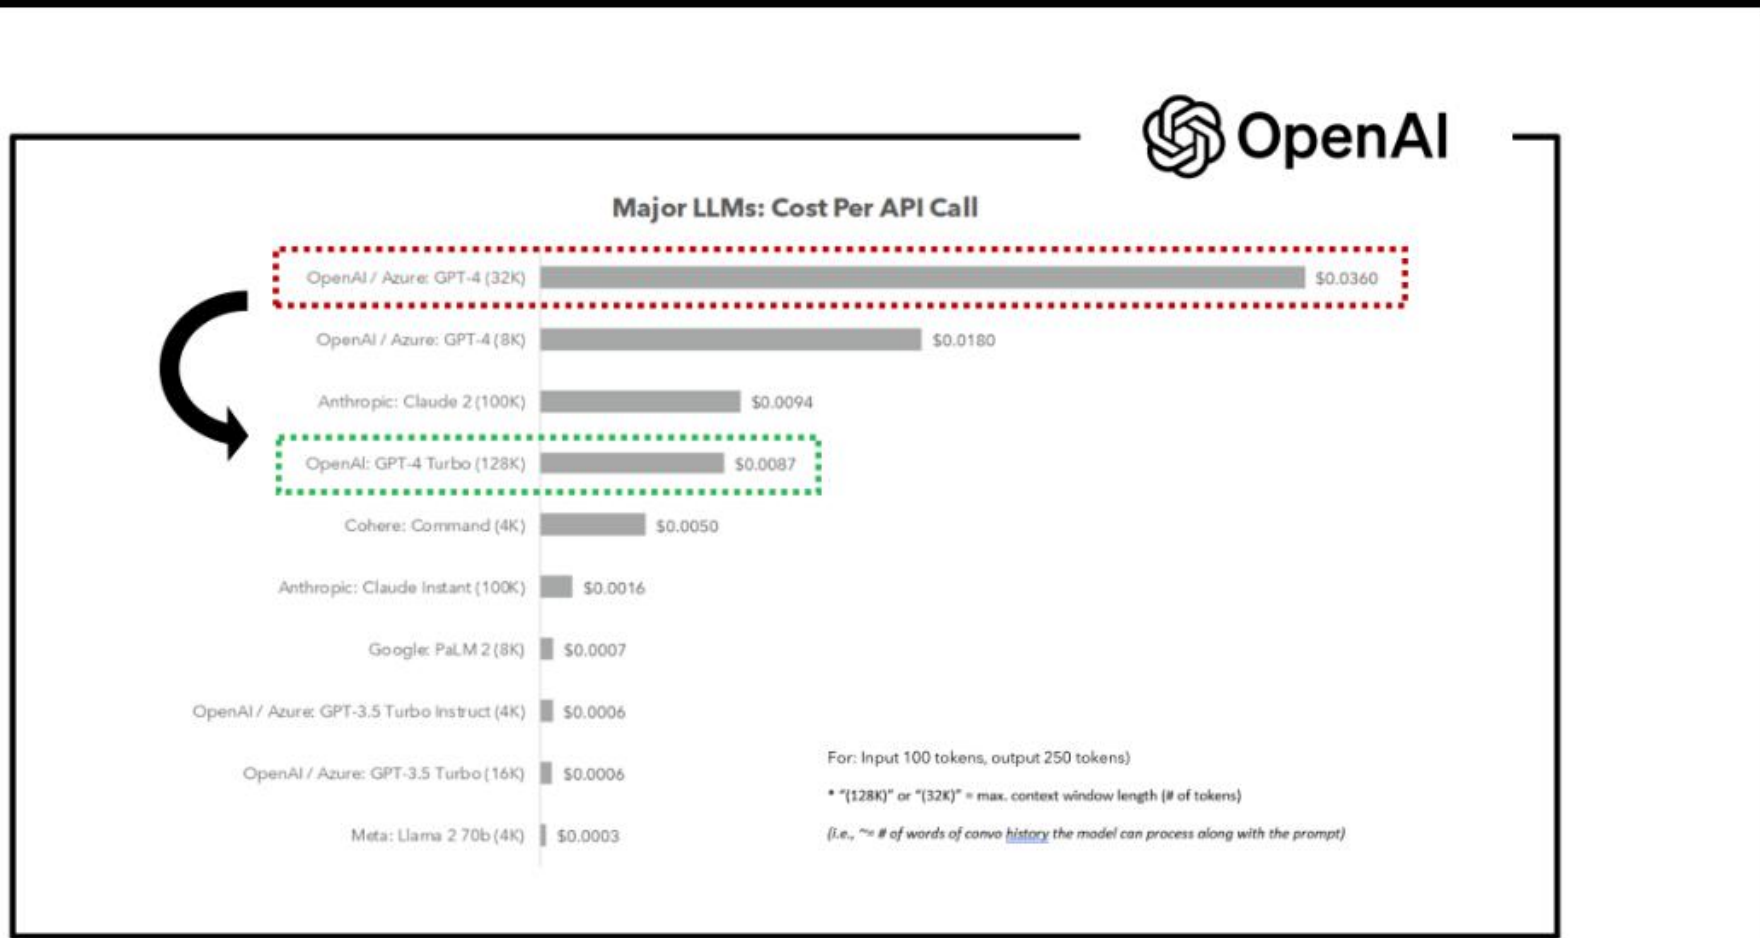 OpenAI
Major LLMs: Cost Per API Call
OpenAI / Azure: GPT-4 (32K) $0.0360
OpenAI / Azure: GPT-4 (8K) $0.0180
Anthropic: Claude 2 (100K) $0.0094
OpenAI: GPT-4 Turbo (128K) $0.0087
Cohere: Command (4K) $0.0050
Anthropic: Claude Instant (100K) $0.0016
Google: PaLM 2 (8K) $0.0007
OpenAI / Azure: GPT-3.5 Turbo Instruct (4K) $0.0006
OpenAI / Azure: GPT-3.5 Turbo (16K) $0.0006
Meta: Llama 2 70b (4K) $0.0003
For: Input 100 tokens, output 250 tokens)
* "(128K)" or "(32K)" = max. context window length (# of tokens)
(i.e., ~= # of words of convo history the model can process along with the prompt)